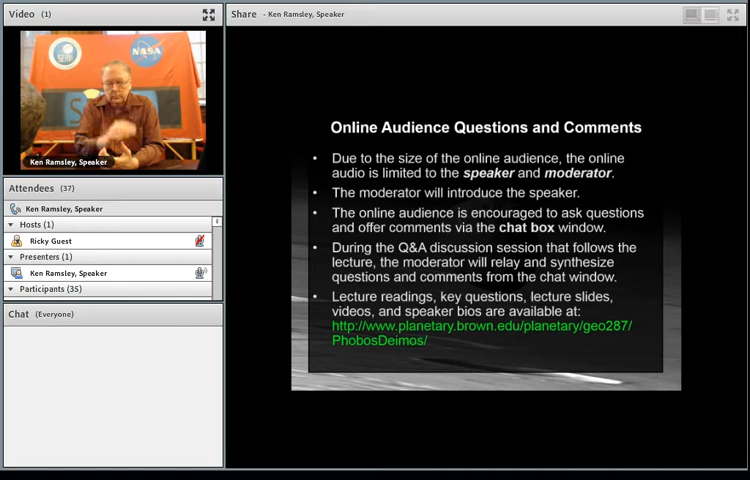 Video (1)
NASA
Ken Ramsley, Speaker
Attendees (37)
Ken Ramsley, Speaker
Hosts (1)
Ricky Guest
Presenters (1)
Ken Ramsley, Speaker
Participants (35)
Chat (Everyone)
Share - Ken Ramsley, Speaker
Online Audience Questions and Comments
• Due to the size of the online audience, the online
audio is limited to the speaker and moderator.
• The moderator will introduce the speaker.
• The online audience is encouraged to ask questions
and offer comments via the chat box window.
• During the Q&A discussion session that follows the
lecture, the moderator will relay and synthesize
questions and comments from the chat window.
• Lecture readings, key questions, lecture slides,
videos, and speaker bios are available at:
http://www.planetary.brown.edu/planetary/geo287/
PhobosDeimos/